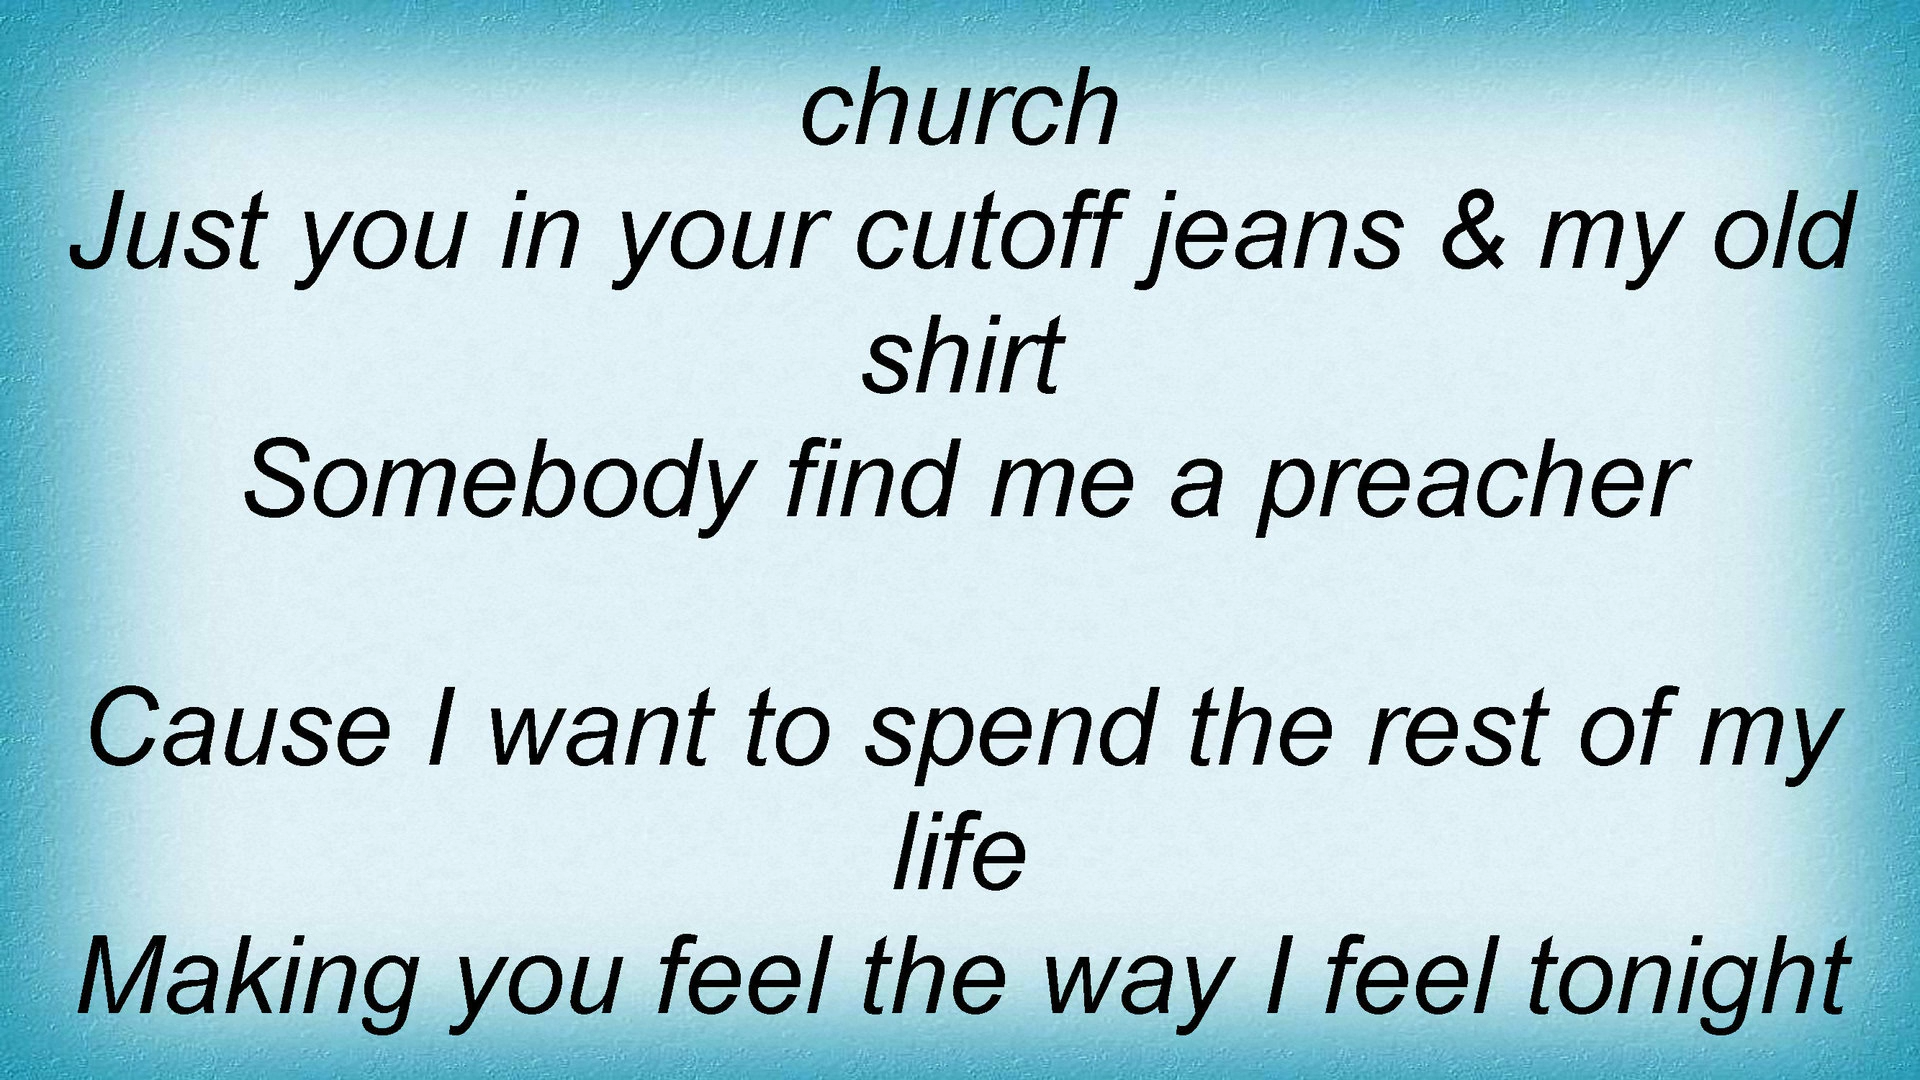 church
Just you in your cutoff jeans & my old
shirt
Somebody find me a preacher
Cause I want to spend the rest of my
life
Making you feel the way I feel tonight